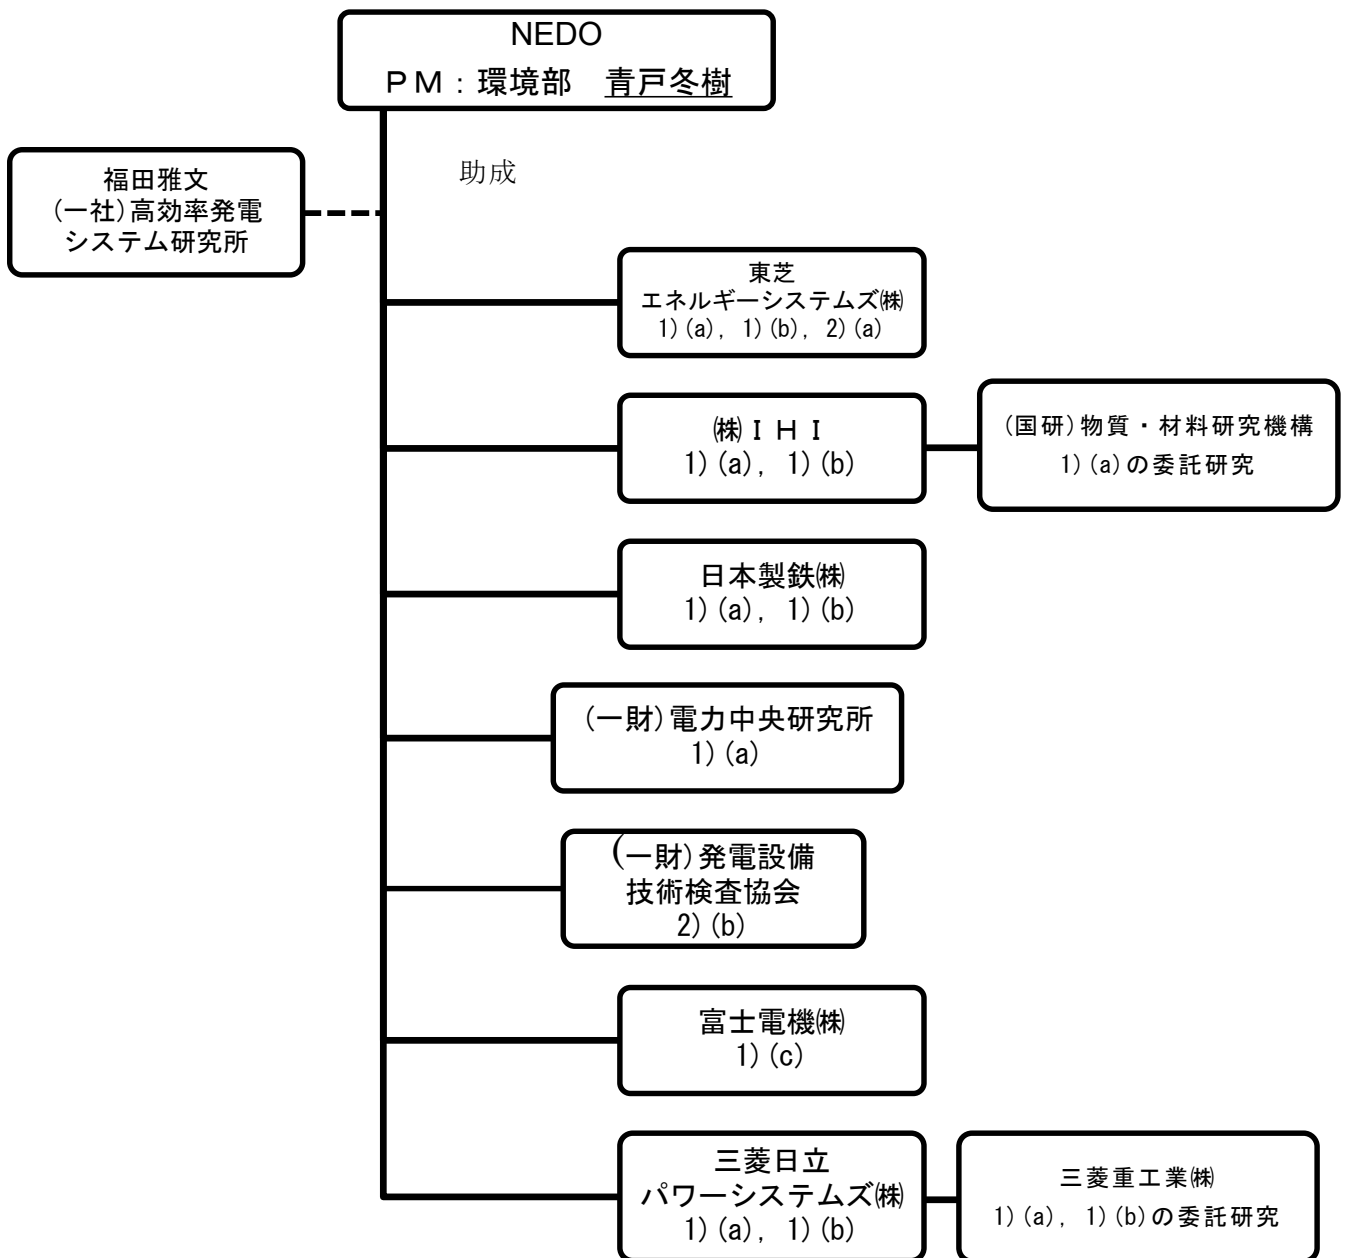 NEDO
ＰＭ：環境部　青戸冬樹
助成
福田雅文
(一社)高効率発電
システム研究所
東芝
エネルギーシステムズ㈱
1)(a), 1)(b), 2)(a)
㈱ＩＨＩ
1)(a), 1)(b)
(国研)物質・材料研究機構
1)(a)の委託研究
日本製鉄㈱
1)(a), 1)(b)
(一財)電力中央研究所
1)(a)
(一財)発電設備
技術検査協会
2)(b)
富士電機㈱
1)(c)
三菱日立
パワーシステムズ㈱
1)(a), 1)(b)
三菱重工業㈱
1)(a), 1)(b)の委託研究